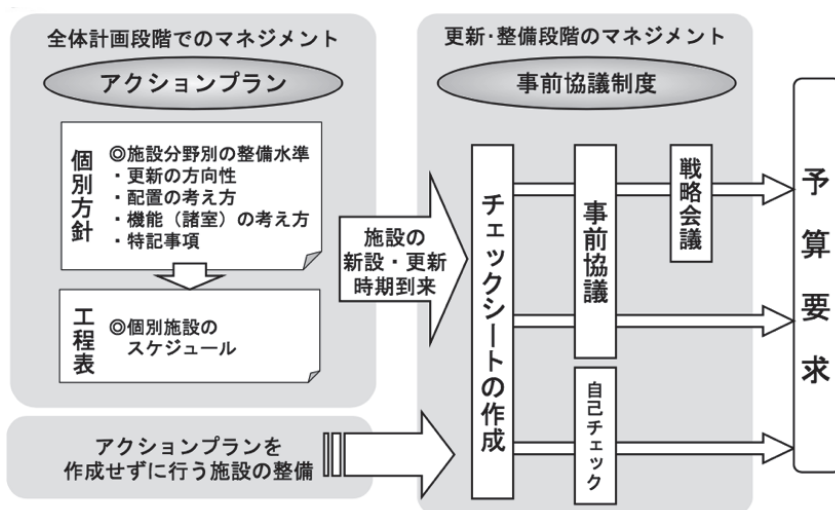 全体計画段階でのマネジメント
アクションプラン
個別方針
◎施設分野別の整備水準
・更新の方向性
・配置の考え方
・機能（諸室）の考え方
・特記事項
工程表
◎個別施設の
スケジュール
アクションプランを
作成せずに行う施設の整備
施設の
新設・更新
時期到来
更新・整備段階のマネジメント
事前協議制度
チェックシートの作成
事前協議
戦略会議
自己チェック
予算要求